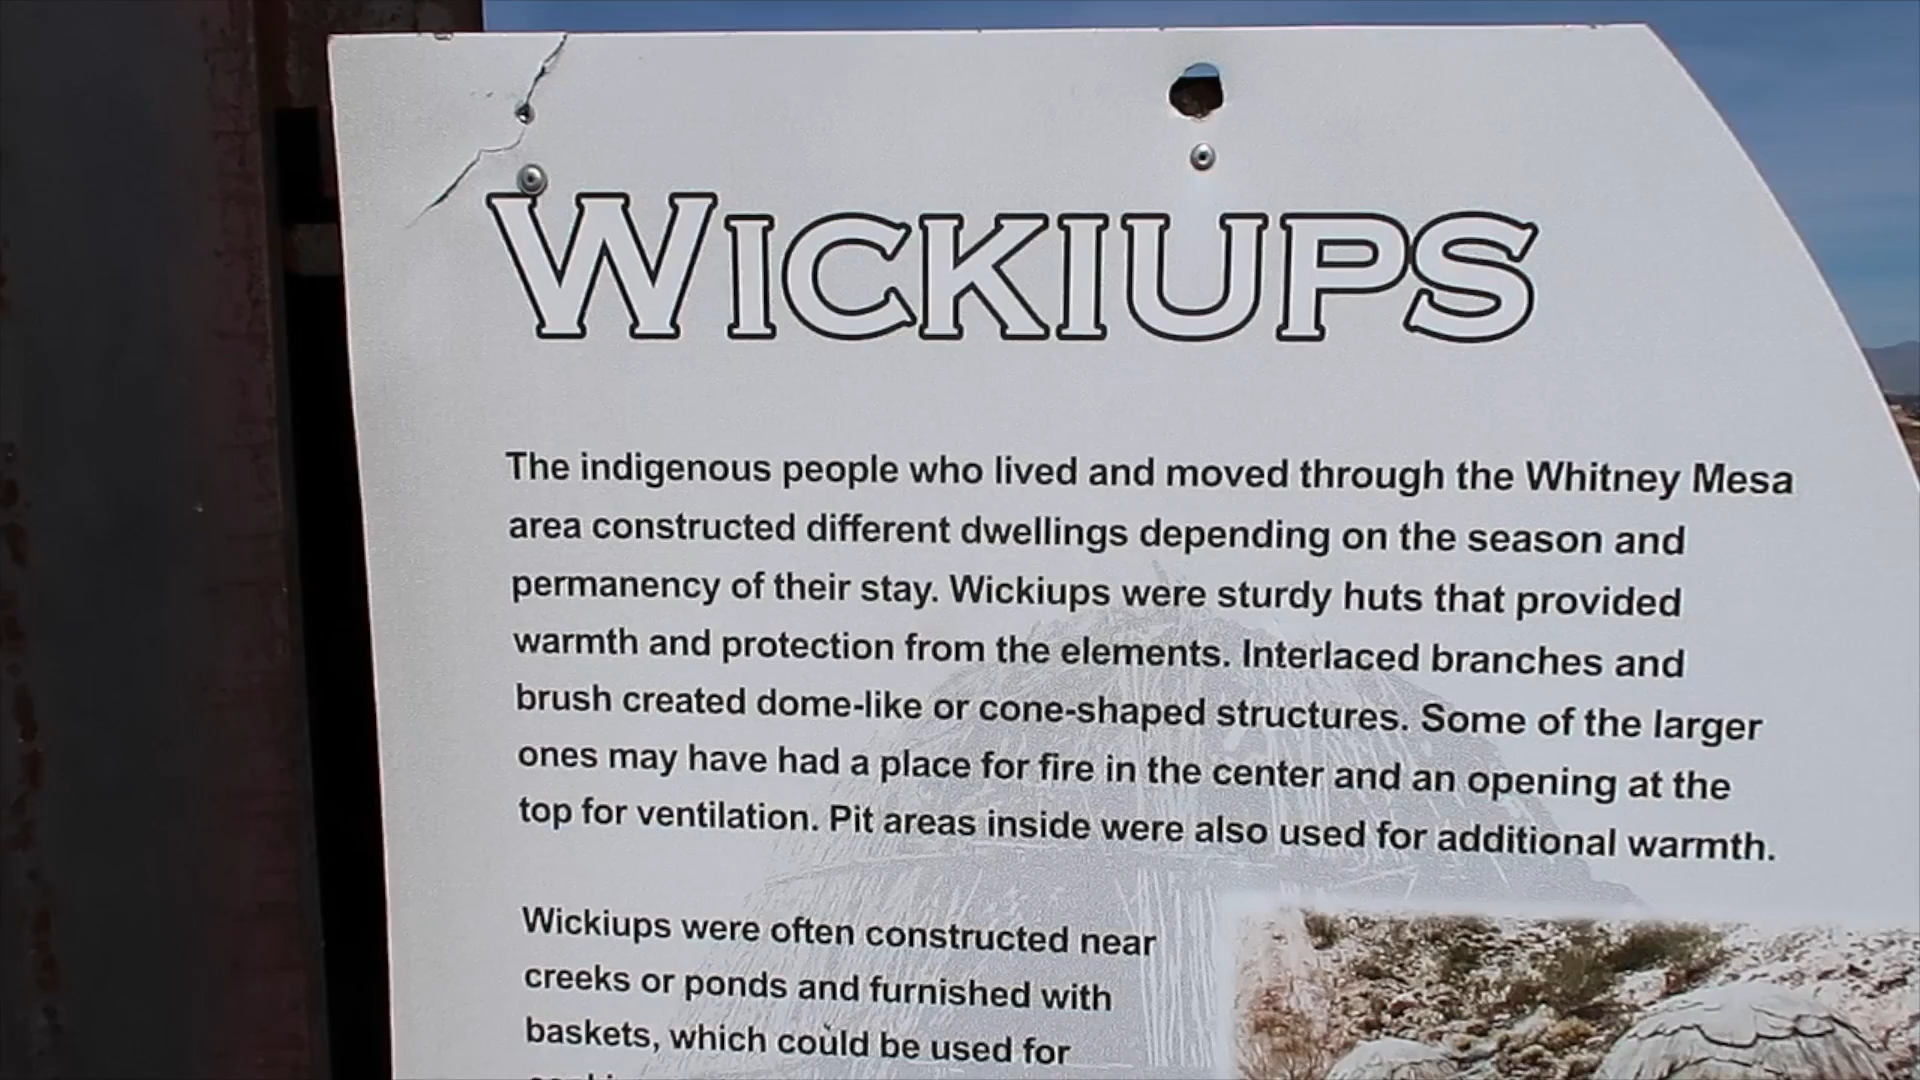 WICKIUPS
The indigenous people who lived and moved through the Whitney Mesa
area constructed different dwellings depending on the season and
permanency of their stay. Wickiups were sturdy huts that provided
warmth and protection from the elements. Interlaced branches and
brush created dome-like or cone-shaped structures. Some of the larger
ones may have had a place for fire in the center and an opening at the
top for ventilation. Pit areas inside were also used for additional warmth.
Wickiups were often constructed near
creeks or ponds and furnished with
baskets, which could be used for